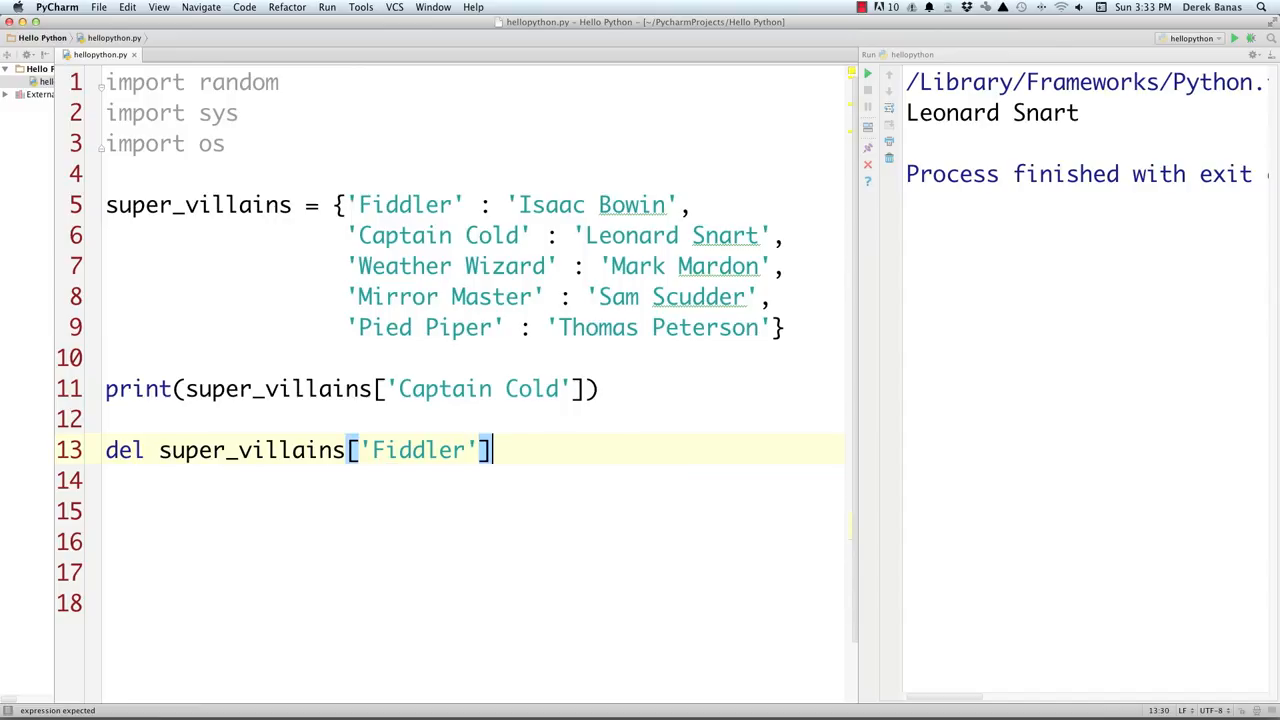 PyCharm File Edit View Navigate Code Refactor Run Tools VCS Window Help 10 Sun 3:33 PM Derek Banas
hellopython.py – Hello Python – [~/PycharmProjects/Hello Python]
Hello Python hellopython.py hellopython
hellopython.py Run hellopython
Hello P
hell
Externa
1 import random
2 import sys
3 import os
4
5 super_villains = {'Fiddler' : 'Isaac Bowin',
6 'Captain Cold' : 'Leonard Snart',
7 'Weather Wizard' : 'Mark Mardon',
8 'Mirror Master' : 'Sam Scudder',
9 'Pied Piper' : 'Thomas Peterson'}
10
11 print(super_villains['Captain Cold'])
12
13 del super_villains['Fiddler']
14
15
16
17
18
/Library/Frameworks/Python.
Leonard Snart
Process finished with exit
expression expected 13:30 LF UTF-8